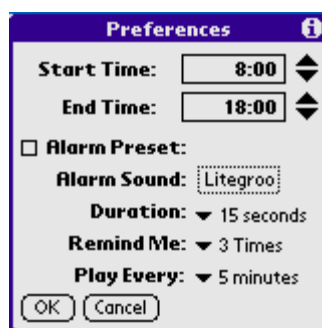 Preferences i
Start Time: 8:00
End Time: 18:00
Alarm Preset:
Alarm Sound: Litegroo
Duration: 15 seconds
Remind Me: 3 Times
Play Every: 5 minutes
OK Cancel